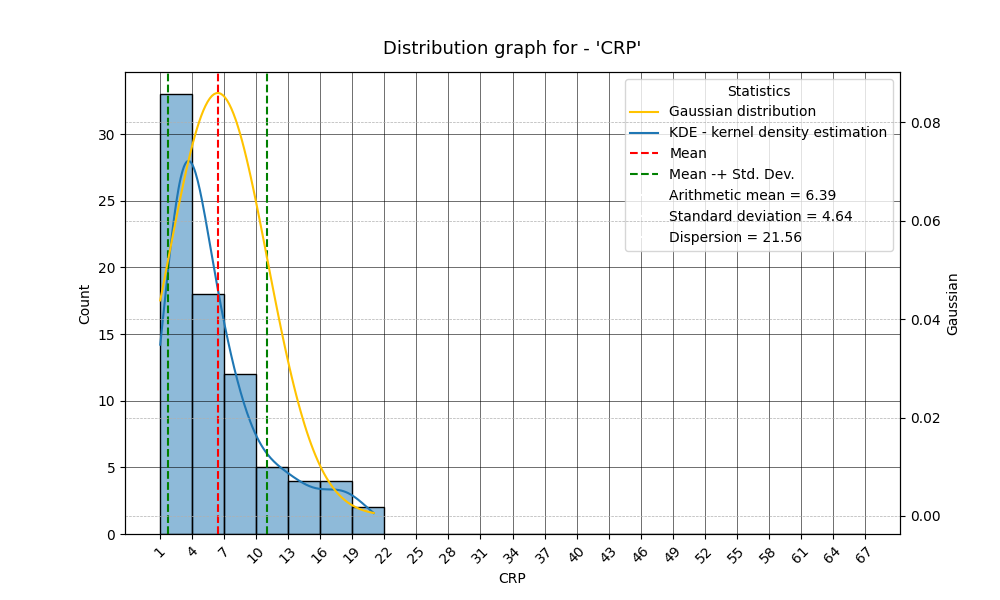 Distribution graph for - 'CRP'
Statistics
Gaussian distribution
KDE - kernel density estimation
Mean
Mean -+ Std. Dev.
Arithmetic mean = 6.39
Standard deviation = 4.64
Dispersion = 21.56
Count
30
25
20
15
10
5
0
0.08
0.06
0.04
0.02
0.00
Gaussian
1 4 7 10 13 16 19 22 25 28 31 34 37 40 43 46 49 52 55 58 61 64 67
CRP